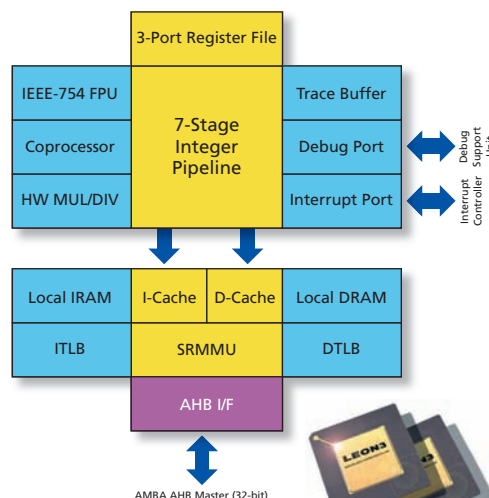 3-Port Register File
IEEE-754 FPU
7-Stage
Integer
Pipeline
Trace Buffer
Coprocessor
Debug Port
Debug
Support
HW MUL/DIV
Interrupt Port
Interrupt
Controller
Local IRAM
I-Cache
D-Cache
Local DRAM
ITLB
SRMMU
DTLB
AHB I/F
AMBA AHB Master (32-bit)
LEON3
LEON3